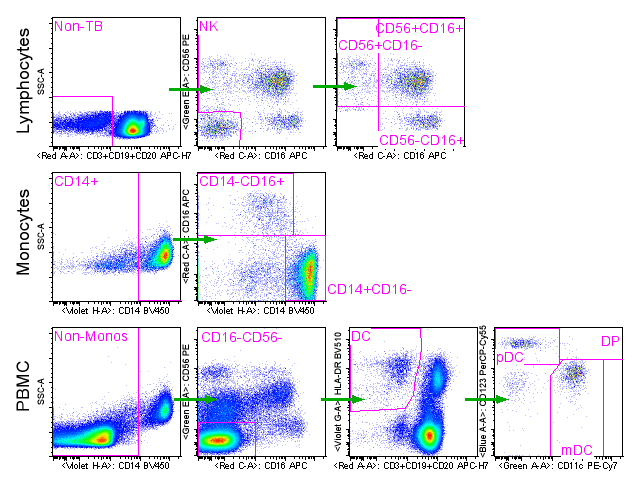 Lymphocytes
Non-TB
SSC-A
<Red A-A>: CD3+CD19+CD20 APC-H7
NK
<Green E-A>: CD56 PE
<Red C-A>: CD16 APC
CD56+CD16+
CD56+CD16-
CD56-CD16+
<Red C-A>: CD16 APC
Monocytes
CD14+
SSC-A
<Violet H-A>: CD14 BV450
CD14-CD16+
<Red C-A>: CD16 APC
CD14+CD16-
<Violet H-A>: CD14 BV450
PBMC
Non-Monos
SSC-A
<Violet H-A>: CD14 BV450
CD16-CD56-
<Green E-A>: CD56 PE
<Red C-A>: CD16 APC
DC
<Violet G-A>: HLA-DR BV510
<Red A-A>: CD3+CD19+CD20 APC-H7
DP
pDC
mDC
<Blue A-A>: CD123 PerCP-Cy55
<Green A-A>: CD11c PE-Cy7